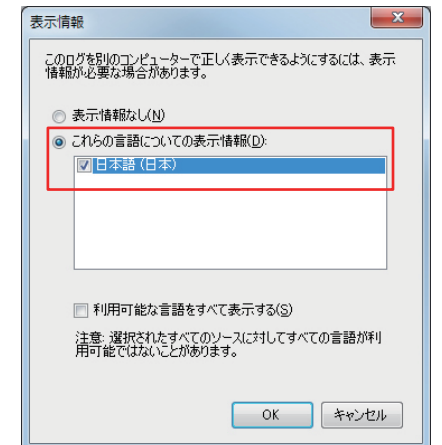 表示情報
このログを別のコンピューターで正しく表示できるようにするには、表示
情報が必要な場合があります。
表示情報なし(N)
これらの言語についての表示情報(D):
日本語 (日本)
利用可能な言語をすべて表示する(S)
注意: 選択されたすべてのソースに対してすべての言語が利
用可能ではないことがあります。
OK
キャンセル